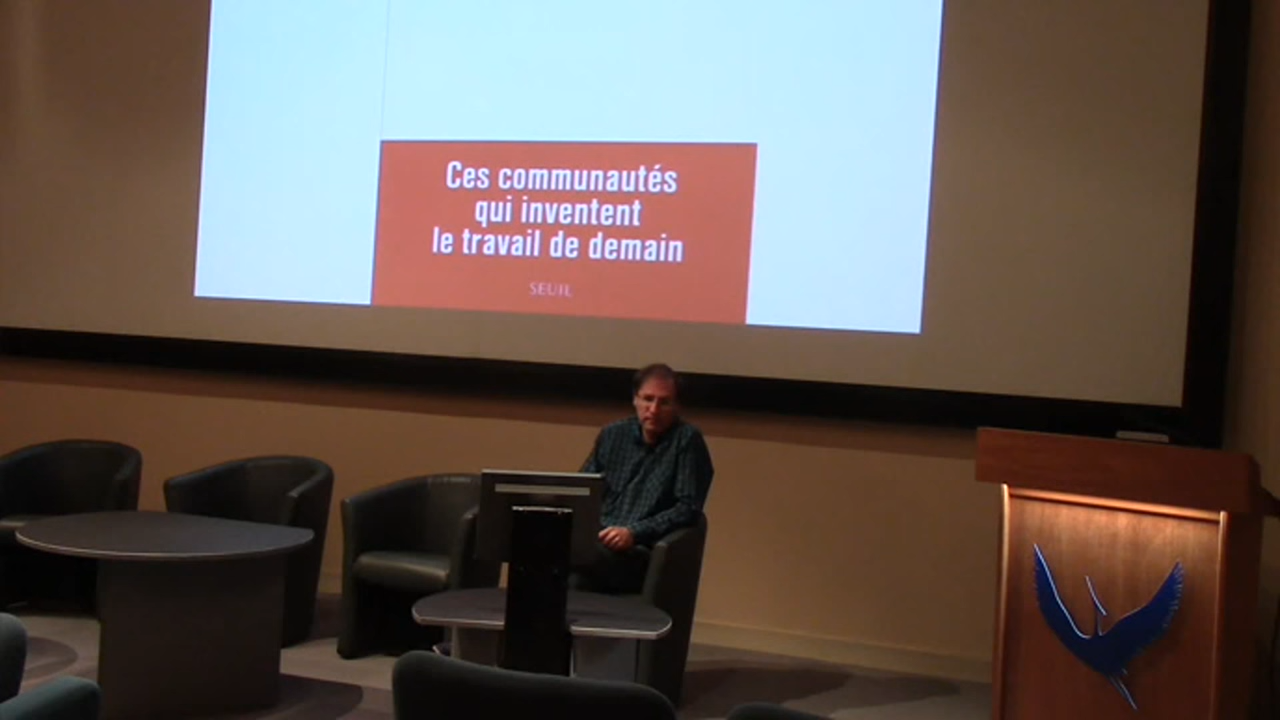 Ces communautés
qui inventent
le travail de demain
SEUIL